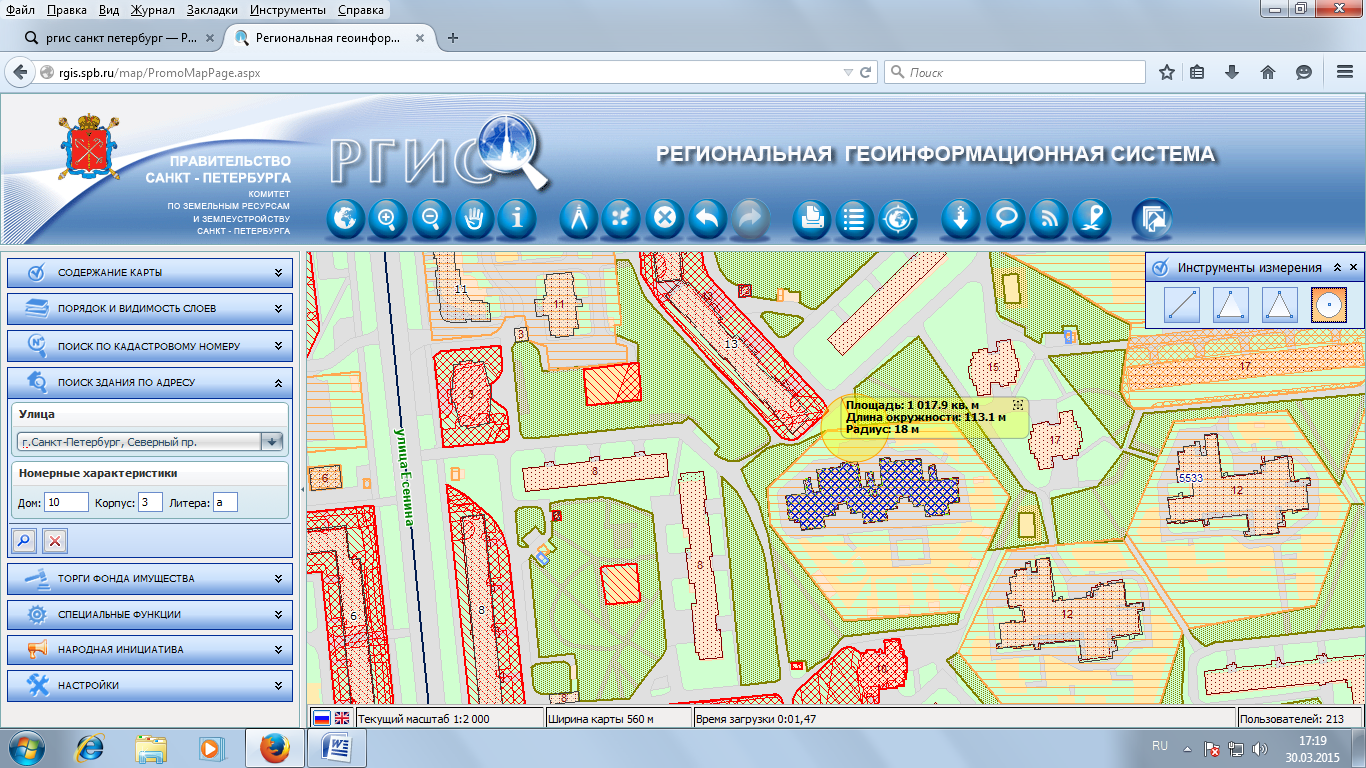 Файл Правка Вид Журнал Закладки Инструменты Справка
ргис санкт петербург — Р...
Региональная геоинфор...
rgis.spb.ru/map/PromoMapPage.aspx
Поиск
ПРАВИТЕЛЬСТВО
САНКТ - ПЕТЕРБУРГА
КОМИТЕТ
ПО ЗЕМЕЛЬНЫМ РЕСУРСАМ
И ЗЕМЛЕУСТРОЙСТВУ
САНКТ - ПЕТЕРБУРГА
РГИС
РЕГИОНАЛЬНАЯ ГЕОИНФОРМАЦИОННАЯ СИСТЕМА
СОДЕРЖАНИЕ КАРТЫ
ПОРЯДОК И ВИДИМОСТЬ СЛОЕВ
ПОИСК ПО КАДАСТРОВОМУ НОМЕРУ
ПОИСК ЗДАНИЯ ПО АДРЕСУ
Улица
г.Санкт-Петербург, Северный пр.
Номерные характеристики
Дом: 10 Корпус: 3 Литера: а
ТОРГИ ФОНДА ИМУЩЕСТВА
СПЕЦИАЛЬНЫЕ ФУНКЦИИ
НАРОДНАЯ ИНИЦИАТИВА
НАСТРОЙКИ
Инструменты измерения
11
11
3
13
15
17
17
Площадь: 1 017.9 кв. м
Длина окружности: 113.1 м
Радиус: 18 м
улица Есенина
6
8
5533
12
8
8
6
12
10
Текущий масштаб 1:2 000
Ширина карты 560 м
Время загрузки 0:01,47
Пользователей: 213
RU
17:19
30.03.2015